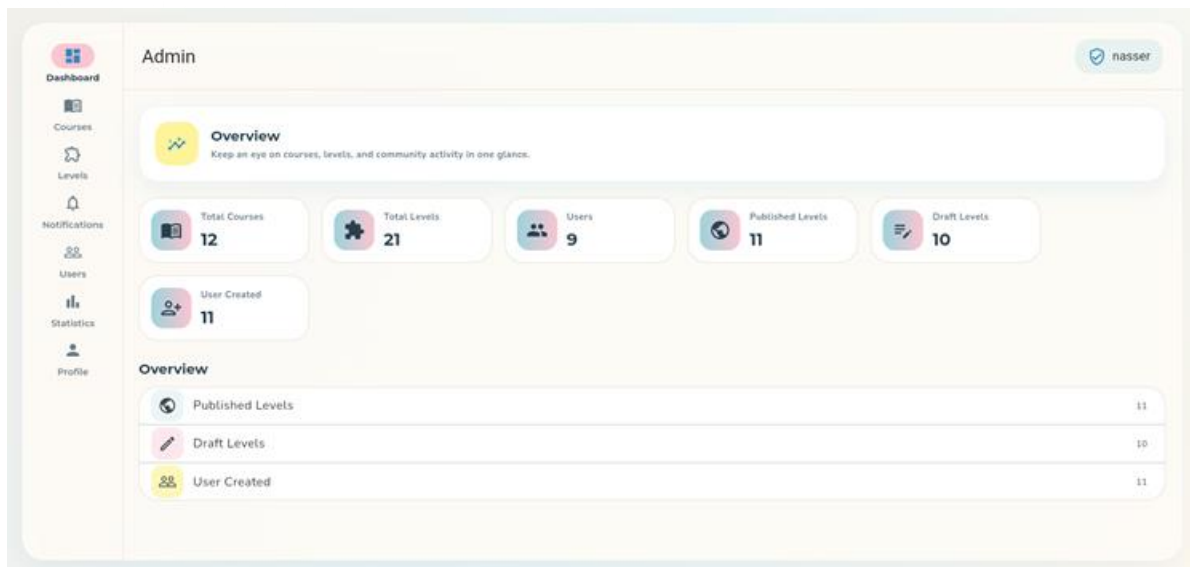 Admin
nasser
Dashboard
Courses
Levels
Notifications
Users
Statistics
Profile
Overview
Keep an eye on courses, levels, and community activity in one glance.
Total Courses
12
Total Levels
21
Users
9
Published Levels
11
Draft Levels
10
User Created
11
Overview
Published Levels 11
Draft Levels 10
User Created 11